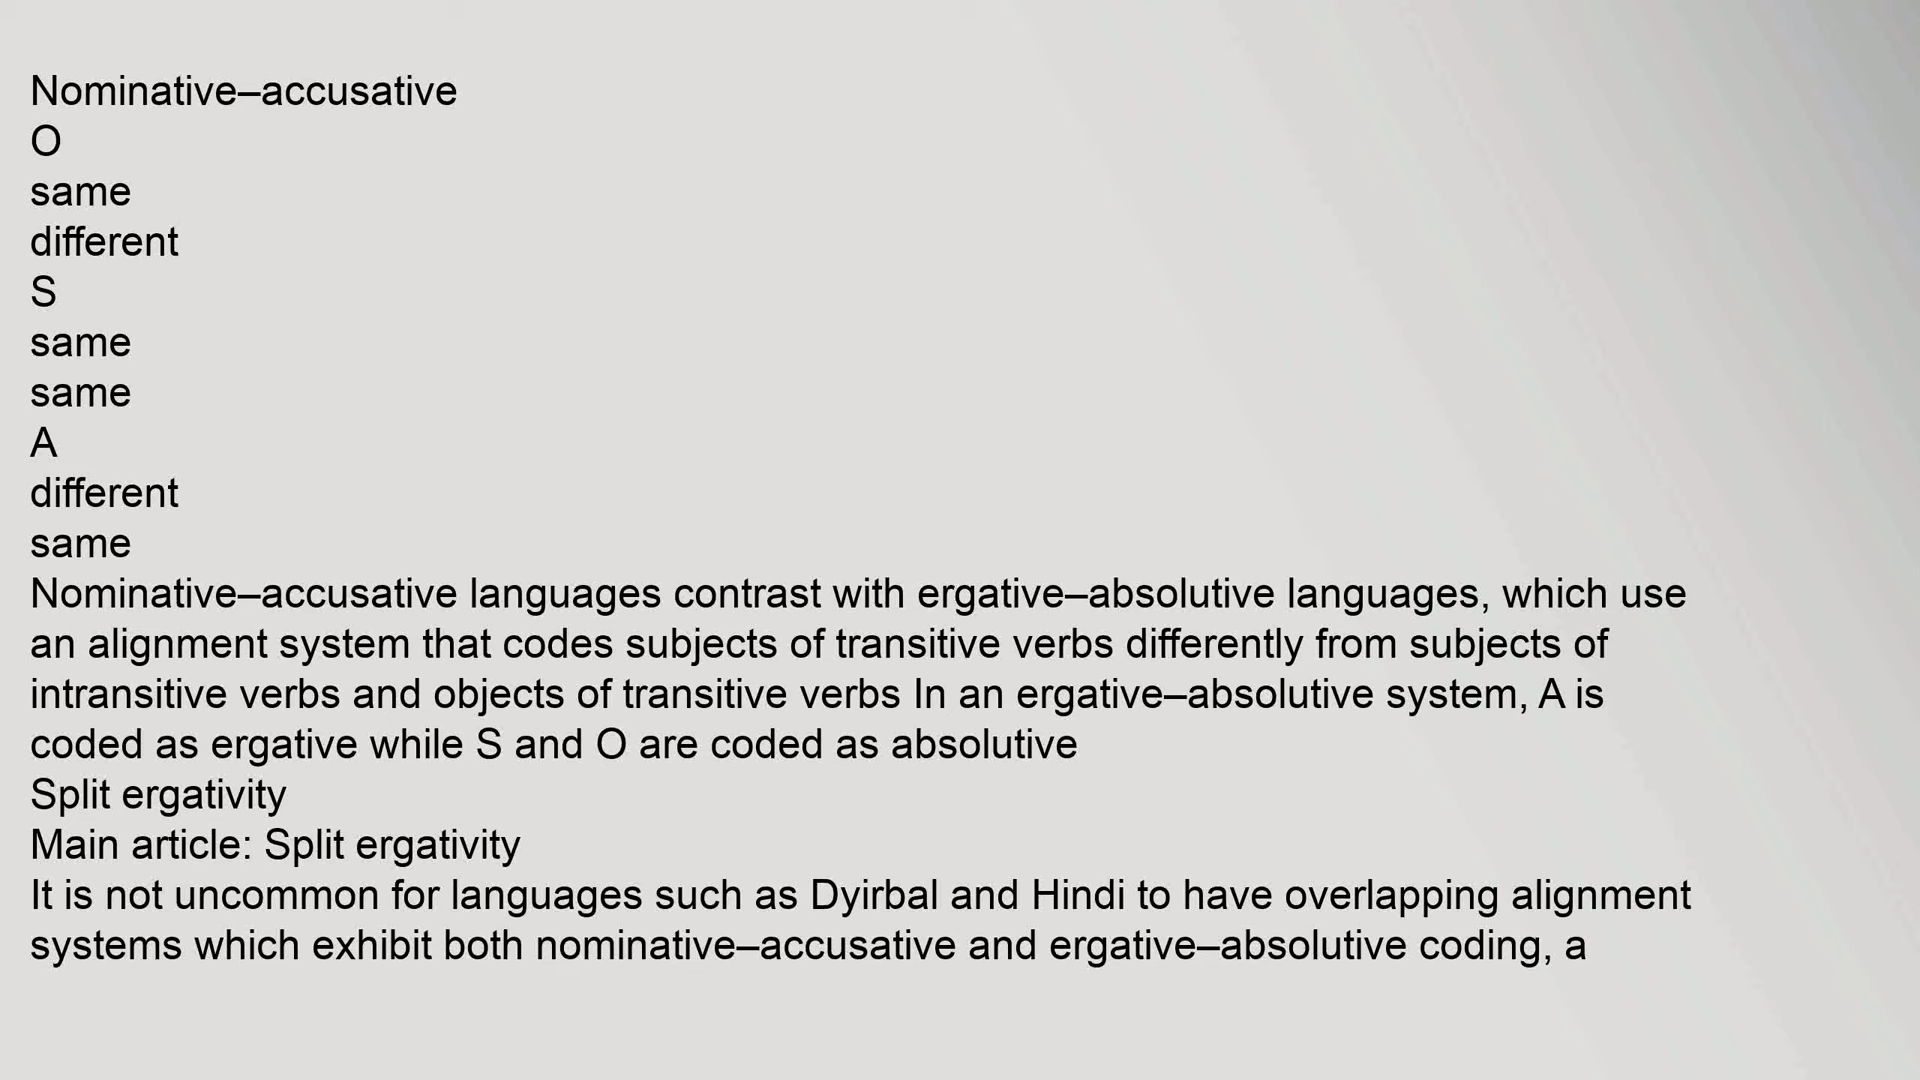 Nominative–accusative
O
same
different
S
same
same
A
different
same
Nominative–accusative languages contrast with ergative–absolutive languages, which use
an alignment system that codes subjects of transitive verbs differently from subjects of
intransitive verbs and objects of transitive verbs In an ergative–absolutive system, A is
coded as ergative while S and O are coded as absolutive
Split ergativity
Main article: Split ergativity
It is not uncommon for languages such as Dyirbal and Hindi to have overlapping alignment
systems which exhibit both nominative–accusative and ergative–absolutive coding, a